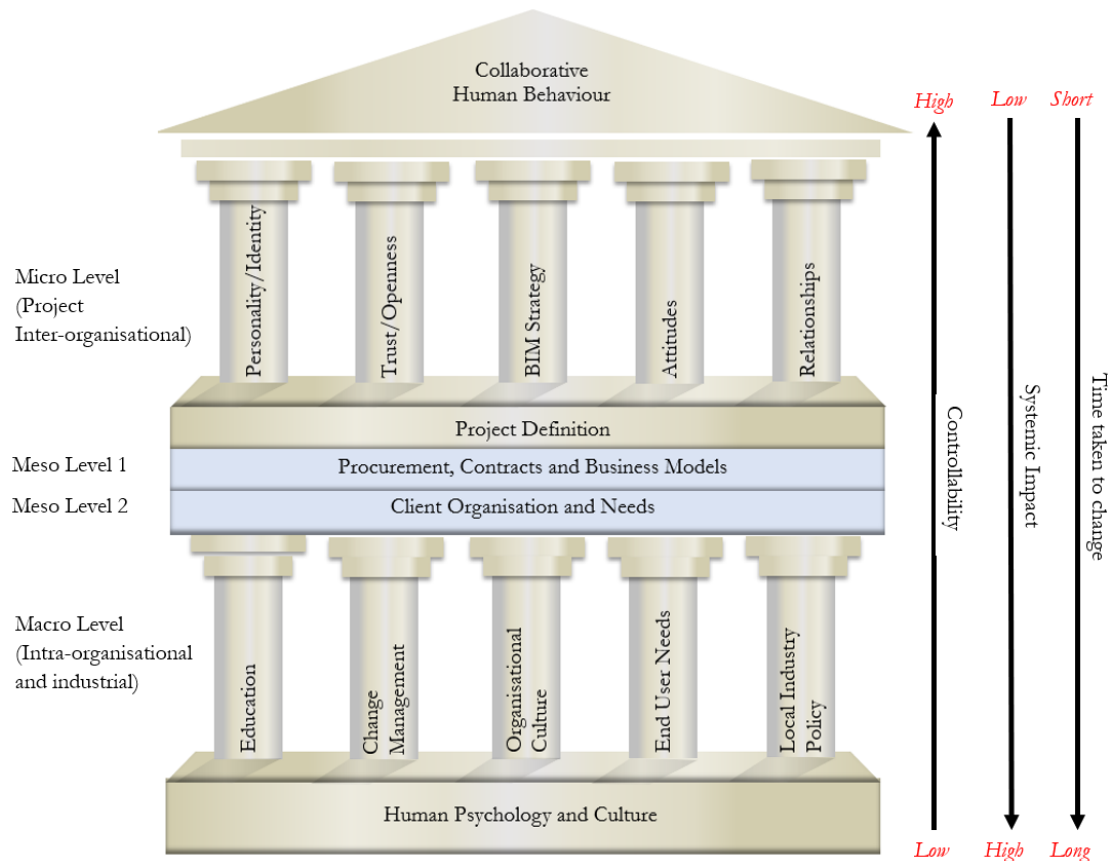 Collaborative
Human Behaviour
High
Low
Short
Micro Level
(Project
Inter-organisational)
Personality/Identity
Trust/Openness
BIM Strategy
Attitudes
Relationships
Project Definition
Meso Level 1
Procurement, Contracts and Business Models
Meso Level 2
Client Organisation and Needs
Controllability
Systemic Impact
Time taken to change
Macro Level
(Intra-organisational
and industrial)
Education
Change
Management
Organisational
Culture
End User Needs
Local Industry
Policy
Human Psychology and Culture
Low
High
Long